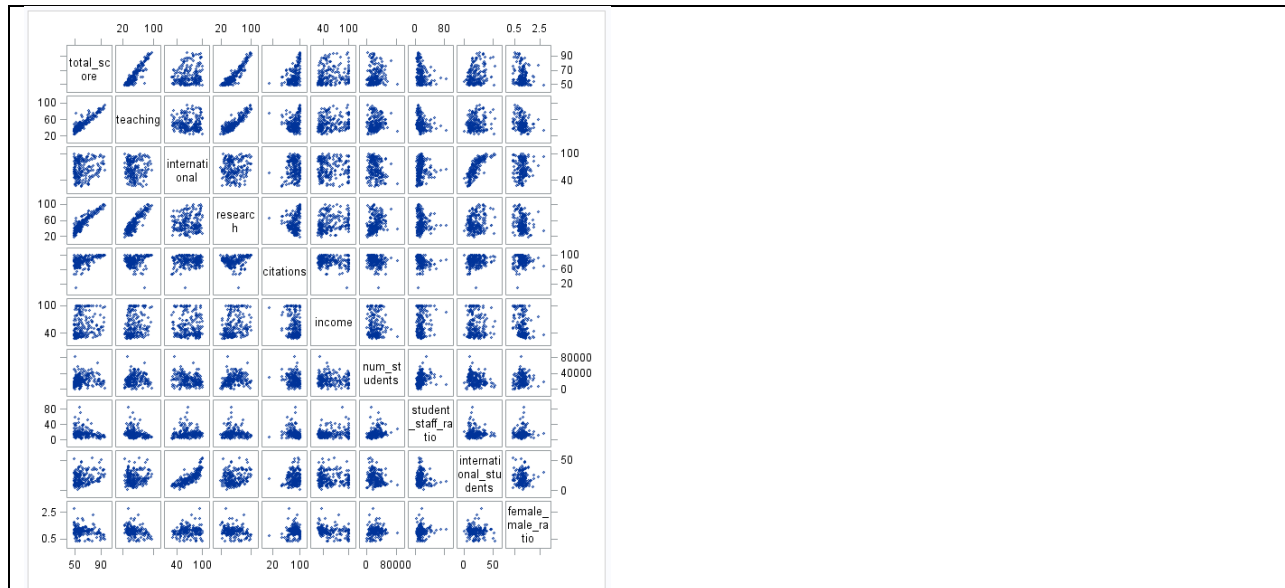 20 100 40 100 0 80 0.5 2.5
total_sc
ore
90
70
50
100
60
20
teaching
internati
onal
100
40
100
60
20
researc
h
citations
100
60
20
100
40
income
num_st
udents
80000
40000
0
80
40
0
student
_staff_ra
tio
internati
onal_stu
dents
50
0
2.5
0.5
female_
male_ra
tio
50 90 40 100 20 100 0 80000 0 50